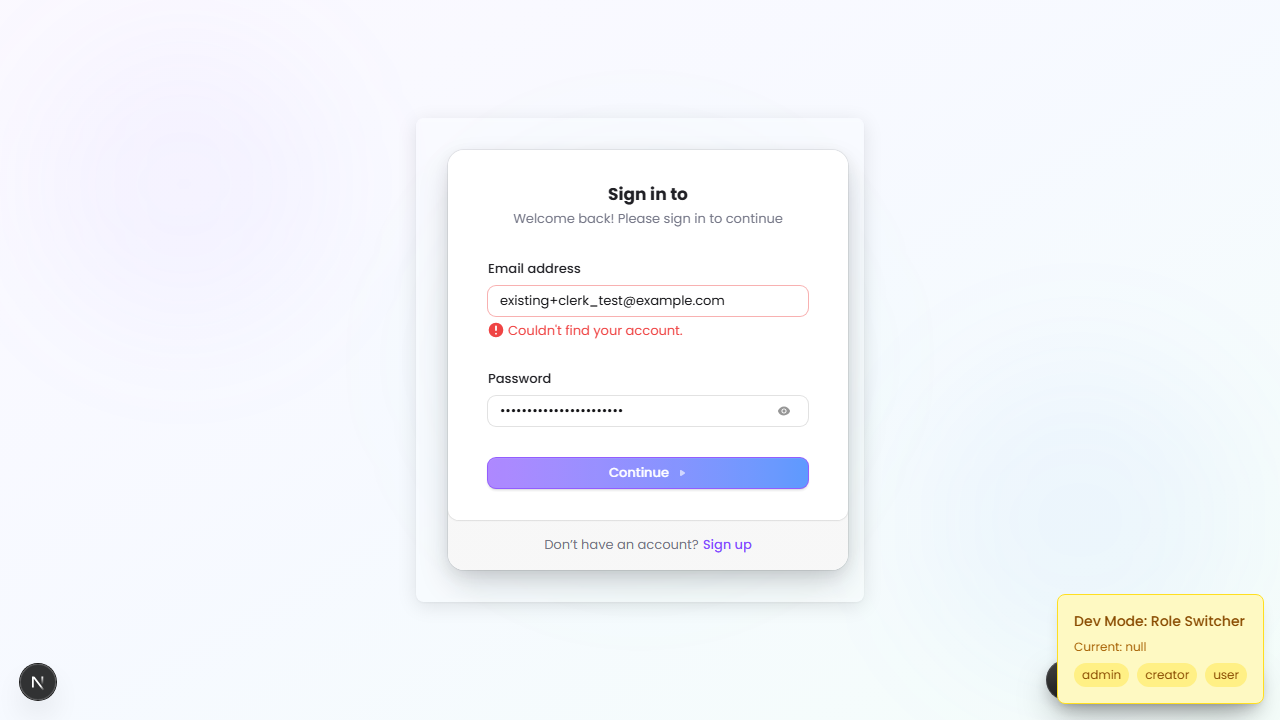 Sign in to
Welcome back! Please sign in to continue
Email address
existing+clerk_test@example.com
Couldn't find your account.
Password
••••••••••••••••••••••••
Continue
Don’t have an account? Sign up
Dev Mode: Role Switcher
Current: null
admin creator user
N